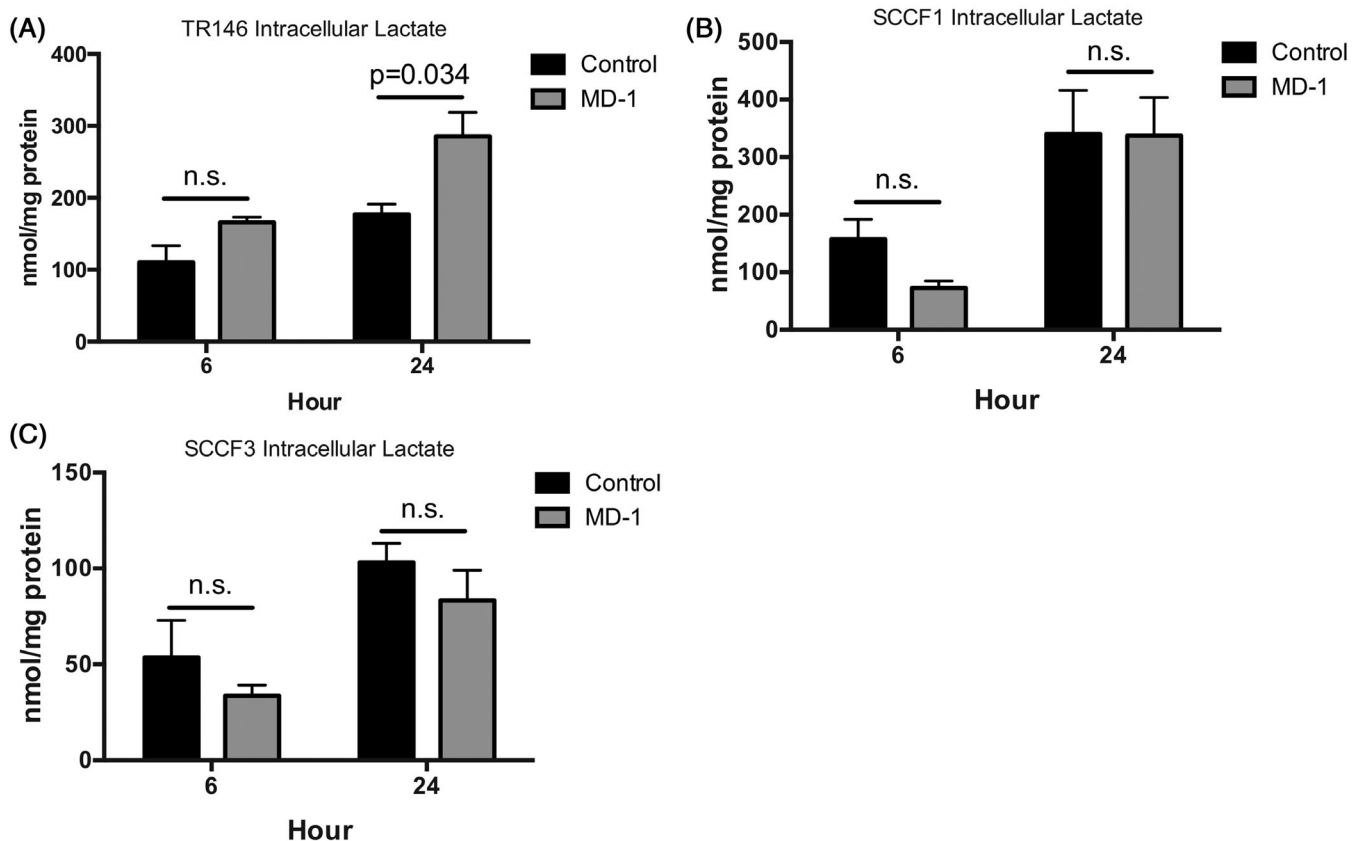 (A)
TR146 Intracellular Lactate
nmol/mg protein
400
300
200
100
0
n.s.
p=0.034
Control
MD-1
6
24
Hour
(B)
SCCF1 Intracellular Lactate
nmol/mg protein
500
400
300
200
100
0
n.s.
n.s.
Control
MD-1
6
24
Hour
(C)
SCCF3 Intracellular Lactate
nmol/mg protein
150
100
50
0
n.s.
n.s.
Control
MD-1
6
24
Hour